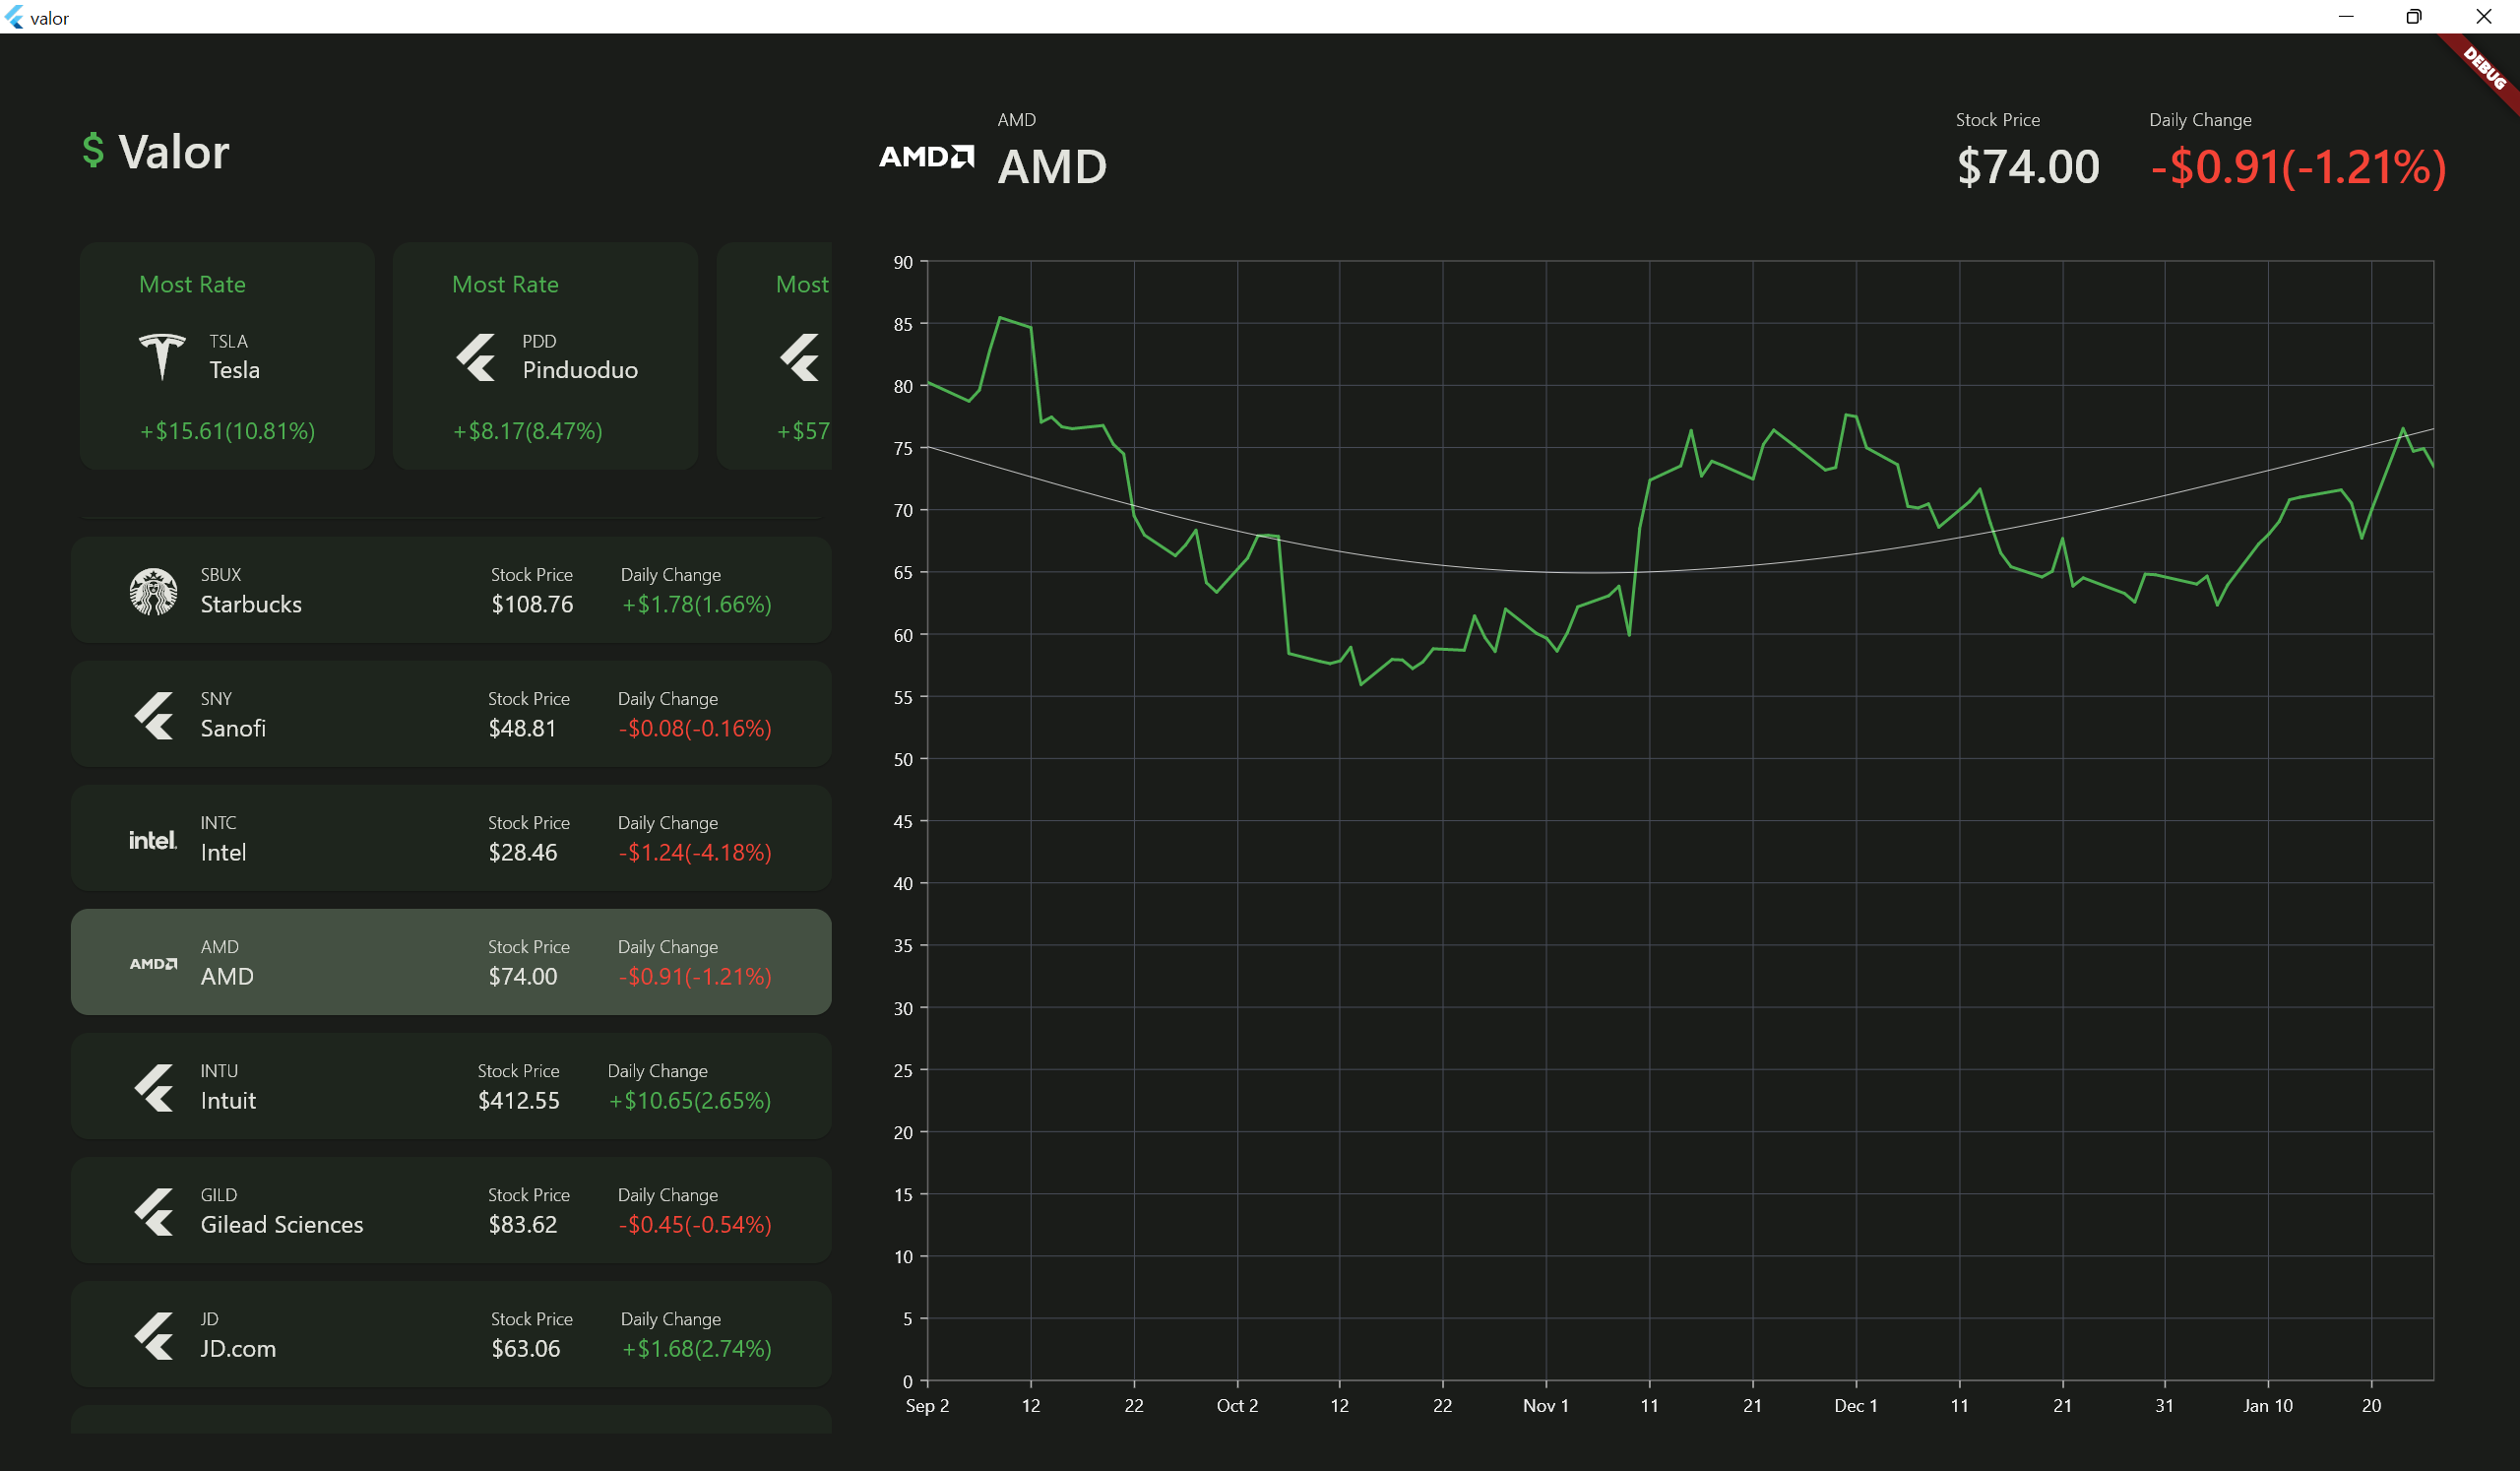 valor
DEBUG
$ Valor
Most Rate
TSLA
Tesla
+$15.61(10.81%)
Most Rate
PDD
Pinduoduo
+$8.17(8.47%)
Most
+$57
SBUX
Starbucks
Stock Price
$108.76
Daily Change
+$1.78(1.66%)
SNY
Sanofi
Stock Price
$48.81
Daily Change
-$0.08(-0.16%)
intel.
INTC
Intel
Stock Price
$28.46
Daily Change
-$1.24(-4.18%)
AMD
AMD
AMD
Stock Price
$74.00
Daily Change
-$0.91(-1.21%)
INTU
Intuit
Stock Price
$412.55
Daily Change
+$10.65(2.65%)
GILD
Gilead Sciences
Stock Price
$83.62
Daily Change
-$0.45(-0.54%)
JD
JD.com
Stock Price
$63.06
Daily Change
+$1.68(2.74%)
AMD
AMD
AMD
Stock Price
$74.00
Daily Change
-$0.91(-1.21%)
90
85
80
75
70
65
60
55
50
45
40
35
30
25
20
15
10
5
0
Sep 2 12 22 Oct 2 12 22 Nov 1 11 21 Dec 1 11 21 31 Jan 10 20